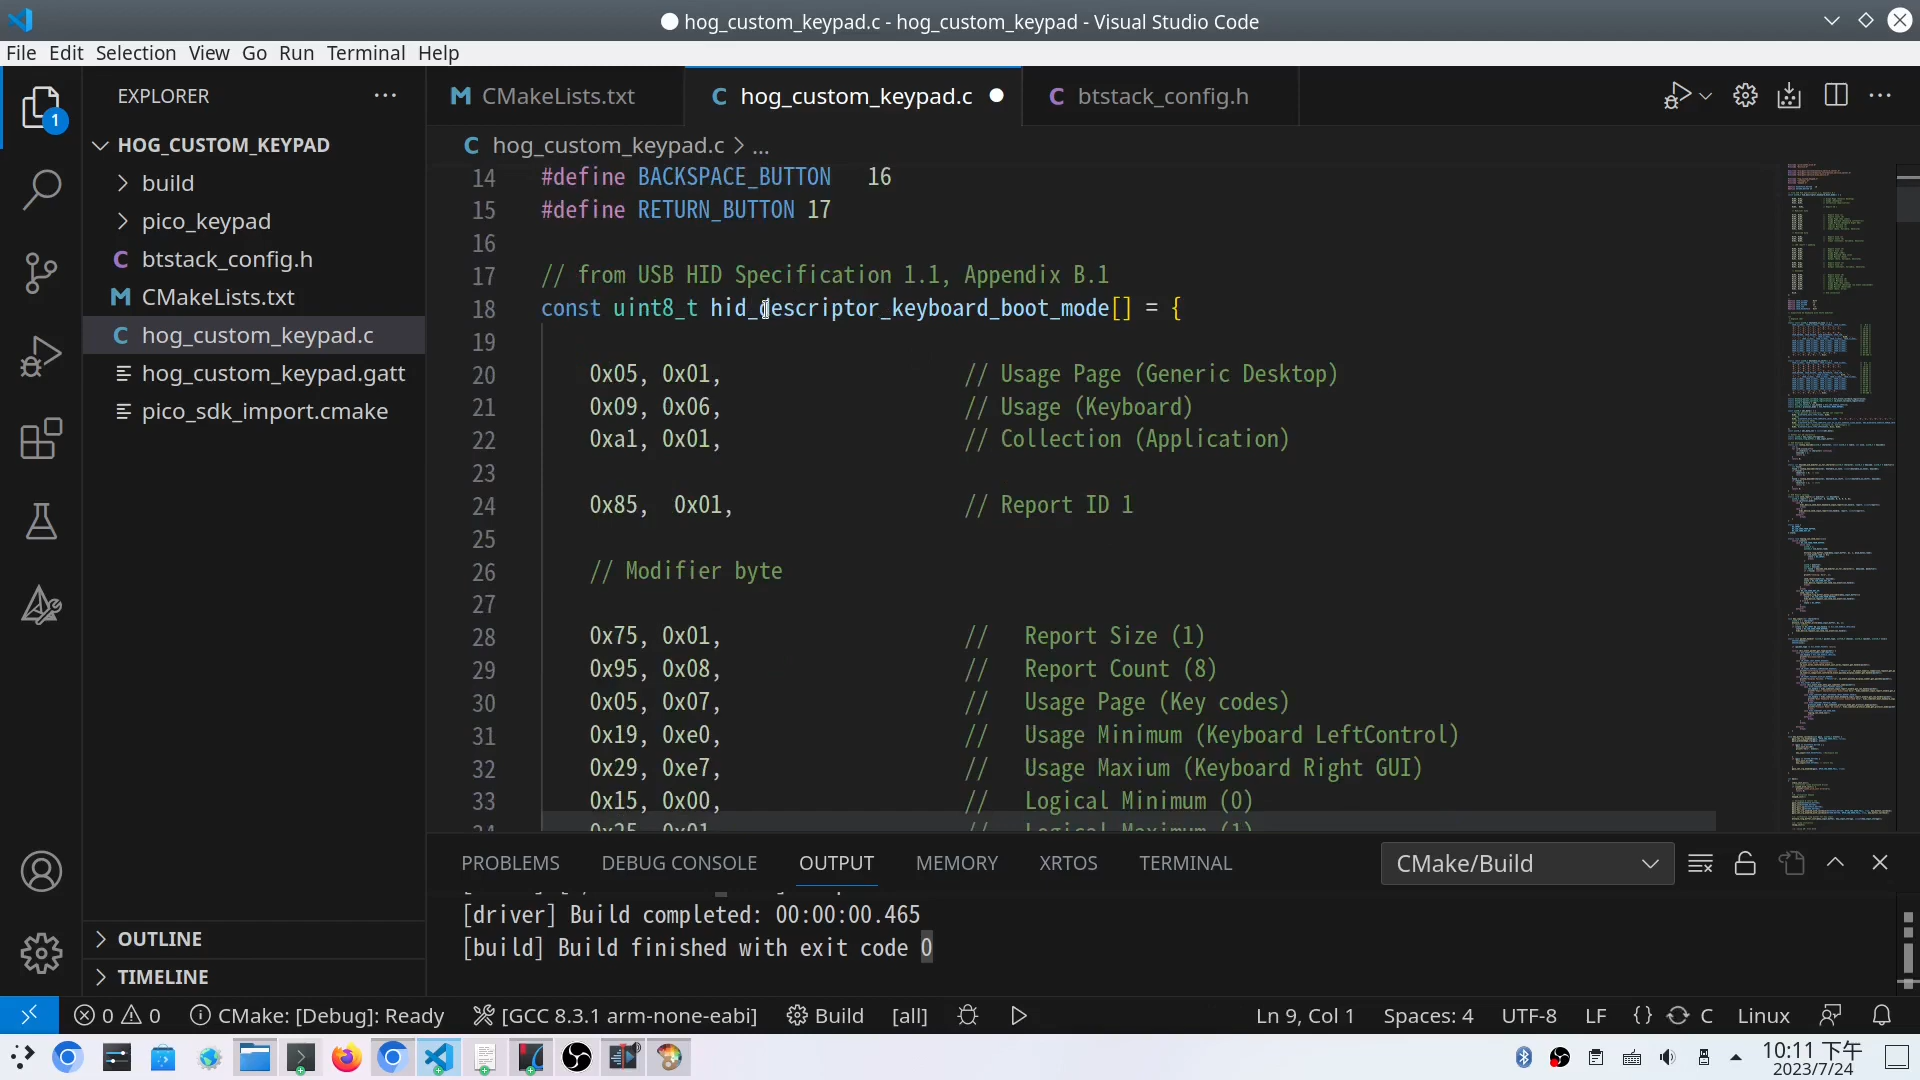 hog_custom_keypad.c - hog_custom_keypad - Visual Studio Code
File Edit Selection View Go Run Terminal Help
EXPLORER
HOG_CUSTOM_KEYPAD
build
pico_keypad
btstack_config.h
CMakeLists.txt
hog_custom_keypad.c
hog_custom_keypad.gatt
pico_sdk_import.cmake
OUTLINE
TIMELINE
1
CMakeLists.txt
hog_custom_keypad.c
btstack_config.h
hog_custom_keypad.c > ...
14 #define BACKSPACE_BUTTON 16
15 #define RETURN_BUTTON 17
16
17 // from USB HID Specification 1.1, Appendix B.1
18 const uint8_t hid_descriptor_keyboard_boot_mode[] = {
19
20 0x05, 0x01, // Usage Page (Generic Desktop)
21 0x09, 0x06, // Usage (Keyboard)
22 0xa1, 0x01, // Collection (Application)
23
24 0x85, 0x01, // Report ID 1
25
26 // Modifier byte
27
28 0x75, 0x01, // Report Size (1)
29 0x95, 0x08, // Report Count (8)
30 0x05, 0x07, // Usage Page (Key codes)
31 0x19, 0xe0, // Usage Minimum (Keyboard LeftControl)
32 0x29, 0xe7, // Usage Maxium (Keyboard Right GUI)
33 0x15, 0x00, // Logical Minimum (0)
34 0x25, 0x01, // Logical Maximum (1)
PROBLEMS DEBUG CONSOLE OUTPUT MEMORY XRTOS TERMINAL
CMake/Build
[driver] Build completed: 00:00:00.465
[build] Build finished with exit code 0
0 0 CMake: [Debug]: Ready [GCC 8.3.1 arm-none-eabi] Build [all]
Ln 9, Col 1 Spaces: 4 UTF-8 LF {} C Linux
10:11 下午
2023/7/24